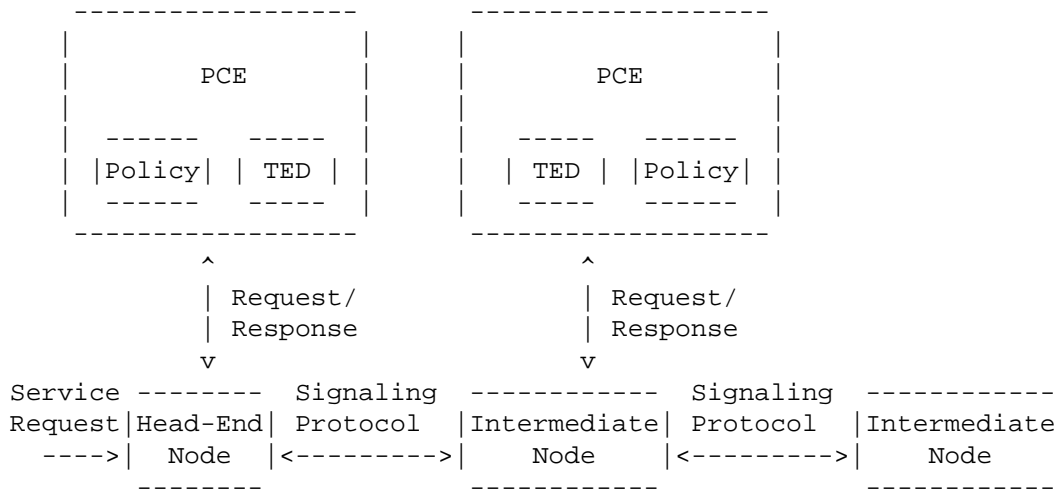 PCE PCE
Policy TED TED Policy
Request/ Request/
Response Response
Service Signaling Signaling
Request Head-End Protocol Intermediate Protocol Intermediate
Node Node Node